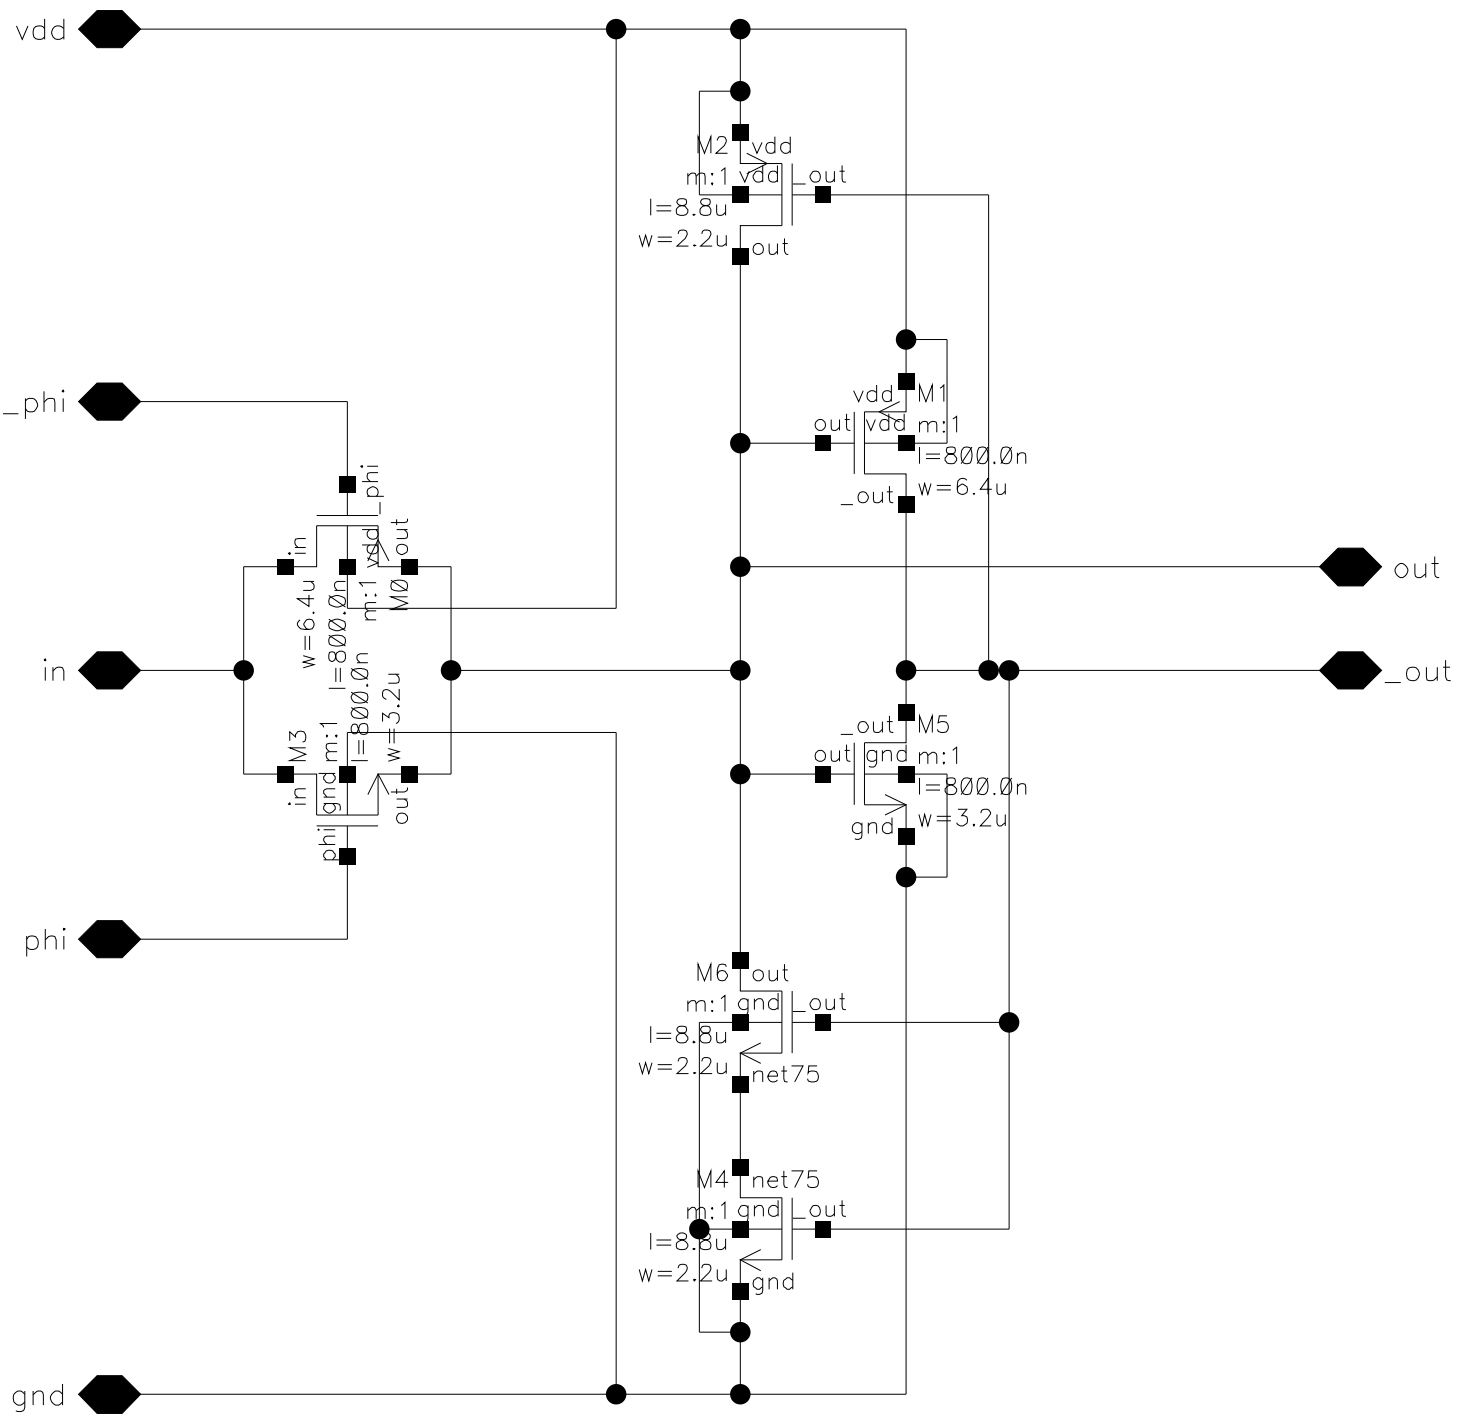 vdd
M2 vdd
m:1 vdd _out
l=8.8u
w=2.2u out
_phi
vdd M1
out vdd m:1
l=800.0n
w=6.4u
_out
_phi
in
vdd
out
w=6.4u
l=800.0n
m:1
M0
out
in
_out
M3
m:1
l=800.0n
w=3.2u
in
gnd
out
phi
_out M5
out gnd m:1
l=800.0n
gnd w=3.2u
phi
M6 out
m:1 gnd _out
l=8.8u
w=2.2u net75
M4 net75
m:1 gnd _out
l=8.8u
w=2.2u gnd
gnd